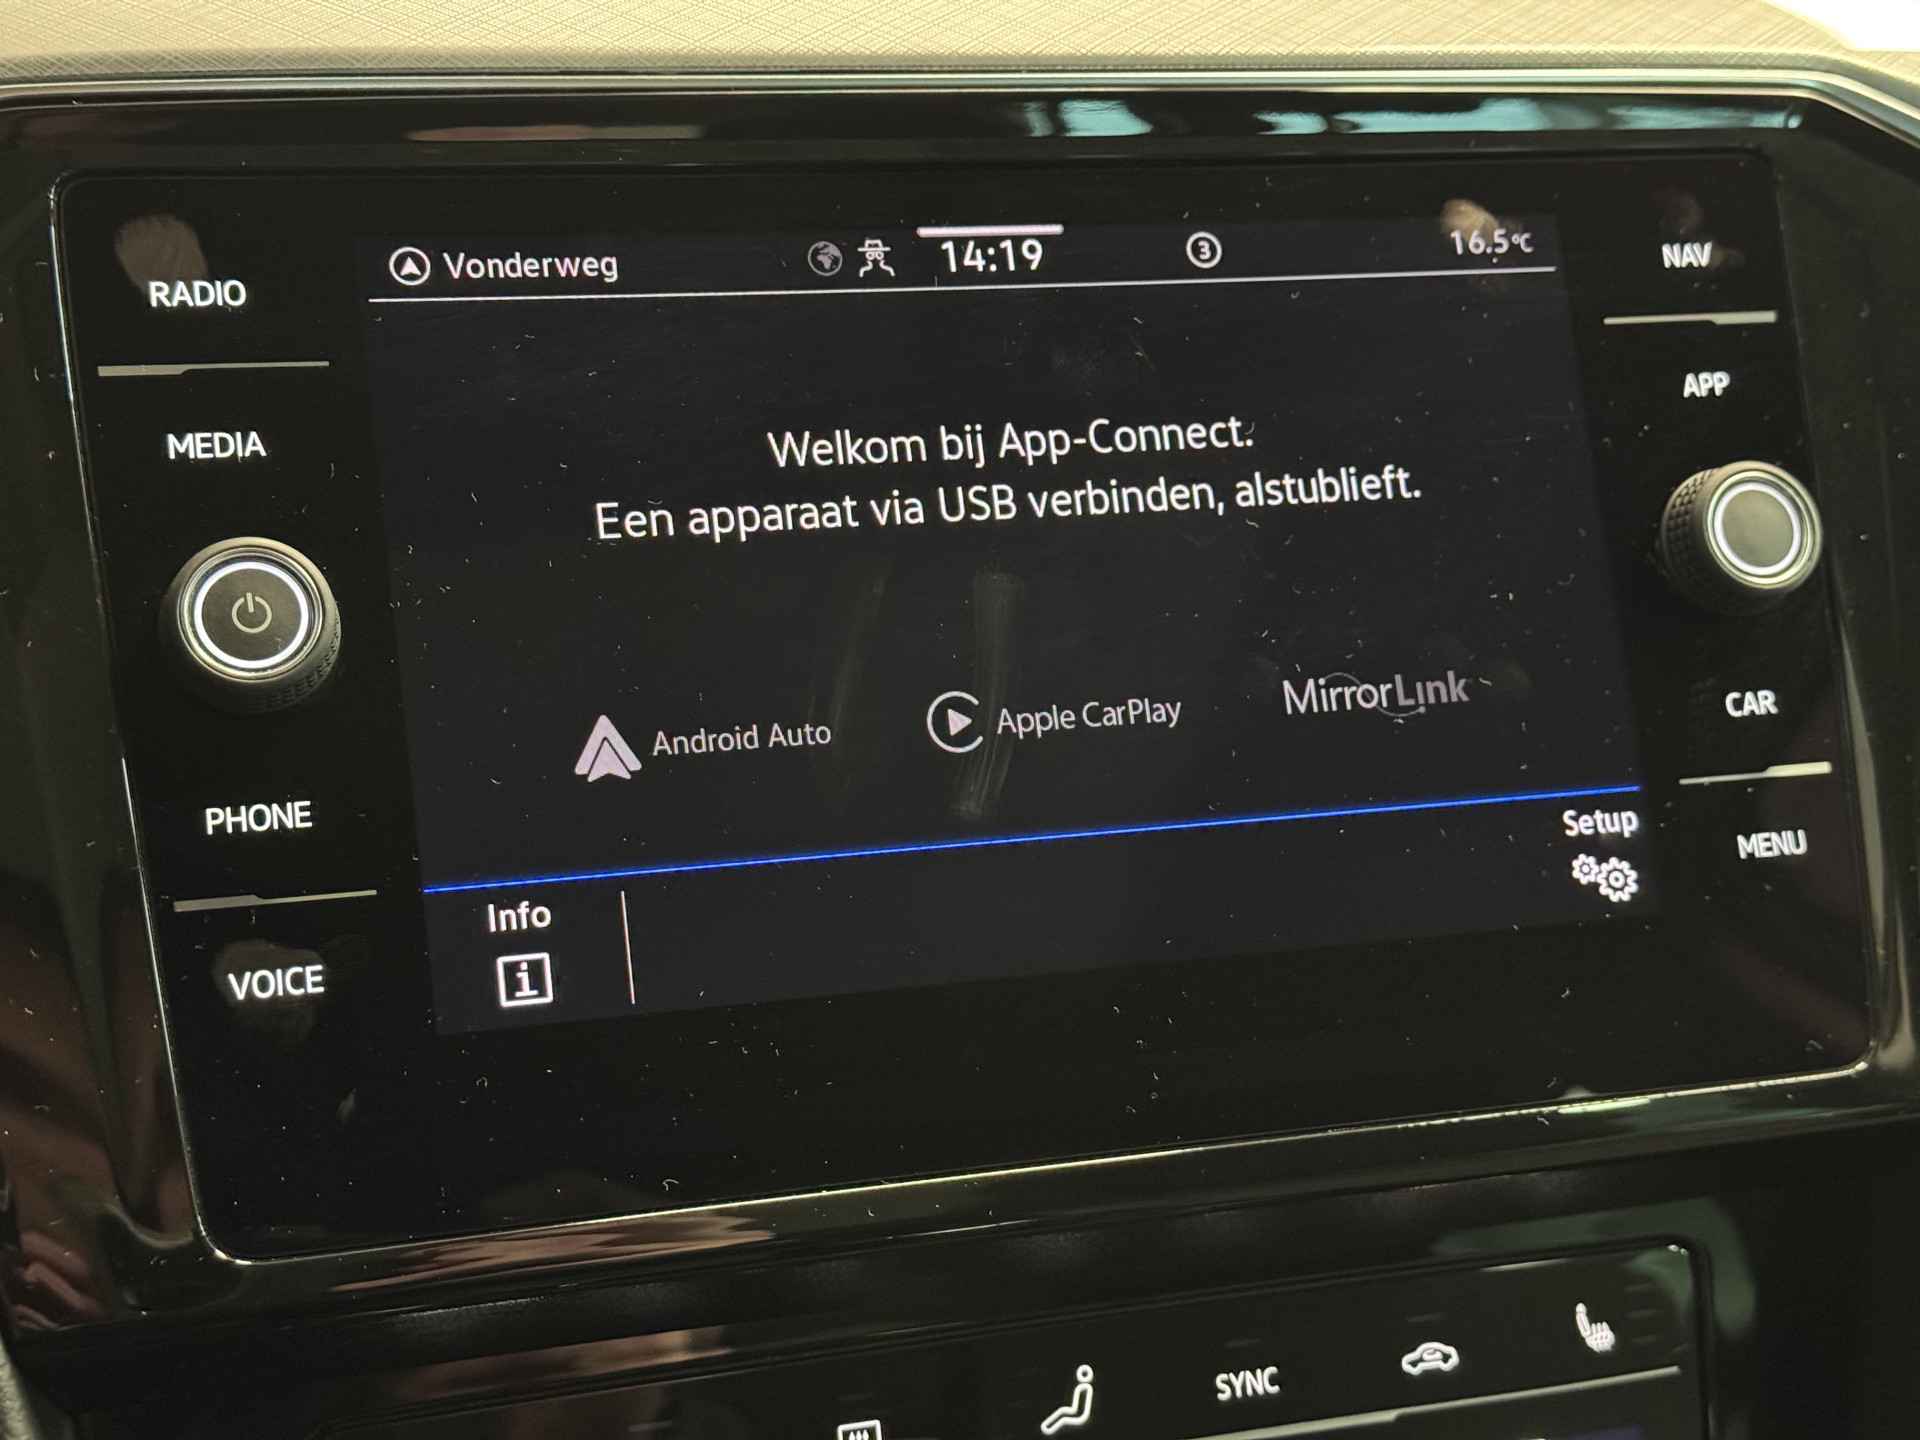 Vonderweg 14:19 3 16.5°C
RADIO
MEDIA
PHONE
VOICE
NAV
APP
CAR
MENU
Welkom bij App-Connect.
Een apparaat via USB verbinden, alstublieft.
Android Auto
Apple CarPlay
MirrorLink
Info
i
Setup
SYNC